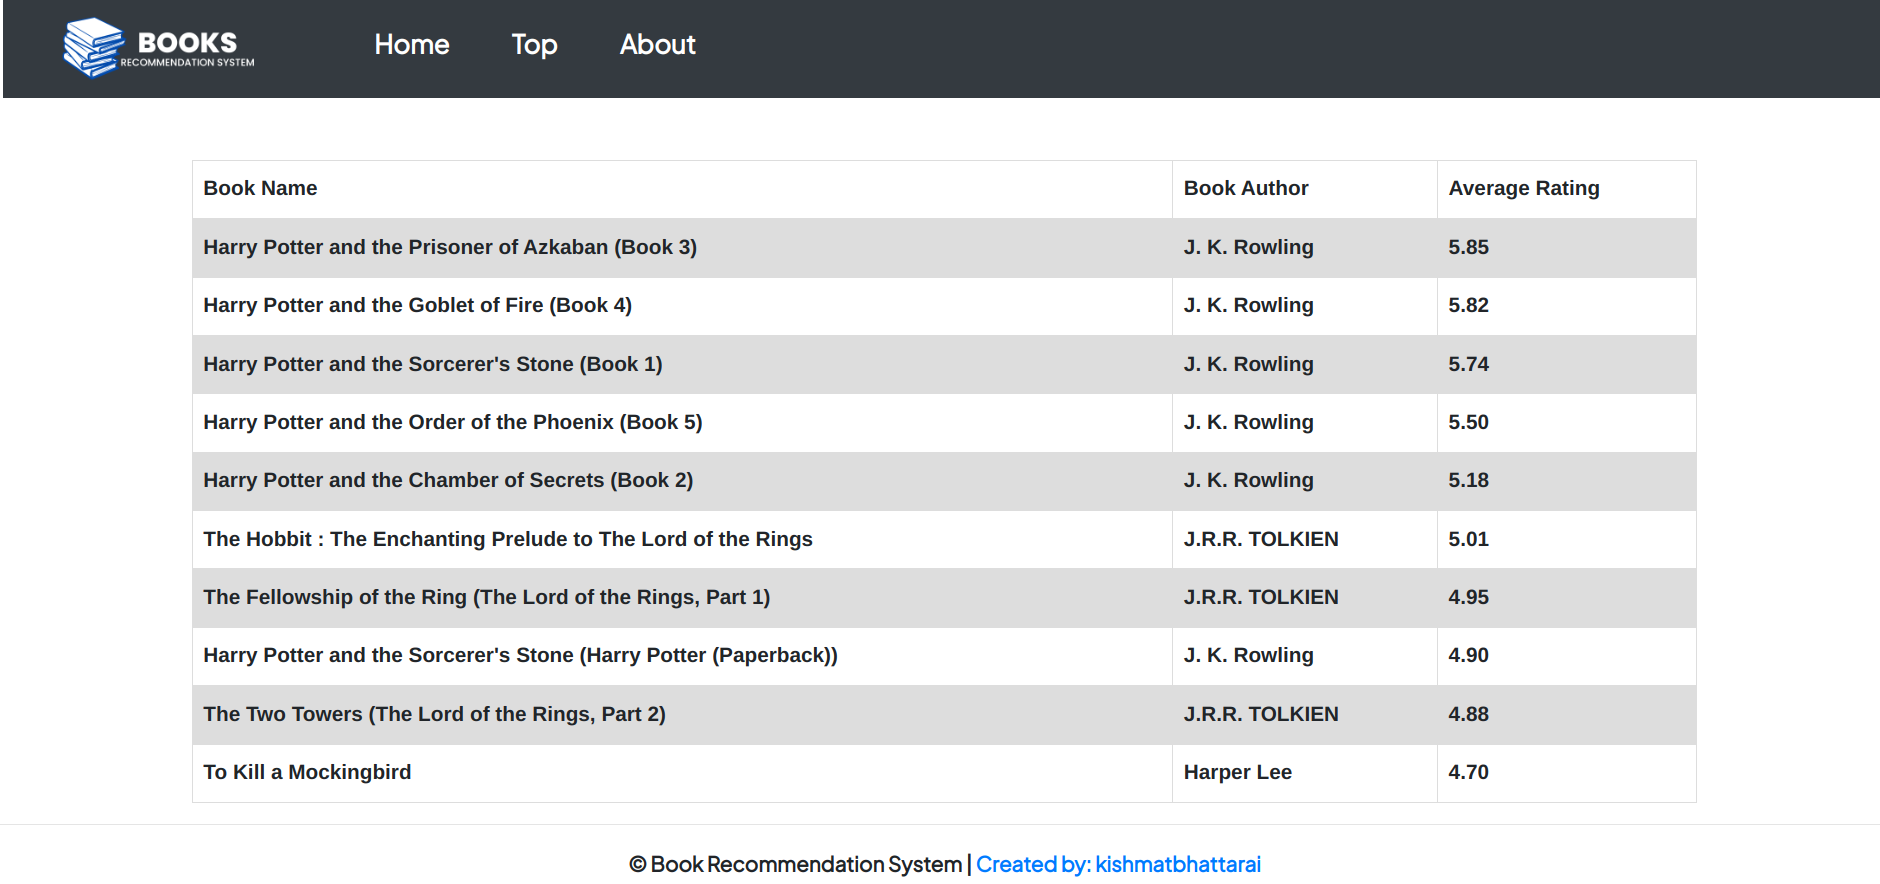 BOOKS
RECOMMENDATION SYSTEM
Home Top About
Book Name Book Author Average Rating
Harry Potter and the Prisoner of Azkaban (Book 3) J. K. Rowling 5.85
Harry Potter and the Goblet of Fire (Book 4) J. K. Rowling 5.82
Harry Potter and the Sorcerer's Stone (Book 1) J. K. Rowling 5.74
Harry Potter and the Order of the Phoenix (Book 5) J. K. Rowling 5.50
Harry Potter and the Chamber of Secrets (Book 2) J. K. Rowling 5.18
The Hobbit : The Enchanting Prelude to The Lord of the Rings J.R.R. TOLKIEN 5.01
The Fellowship of the Ring (The Lord of the Rings, Part 1) J.R.R. TOLKIEN 4.95
Harry Potter and the Sorcerer's Stone (Harry Potter (Paperback)) J. K. Rowling 4.90
The Two Towers (The Lord of the Rings, Part 2) J.R.R. TOLKIEN 4.88
To Kill a Mockingbird Harper Lee 4.70
© Book Recommendation System | Created by: kishmatbhattarai